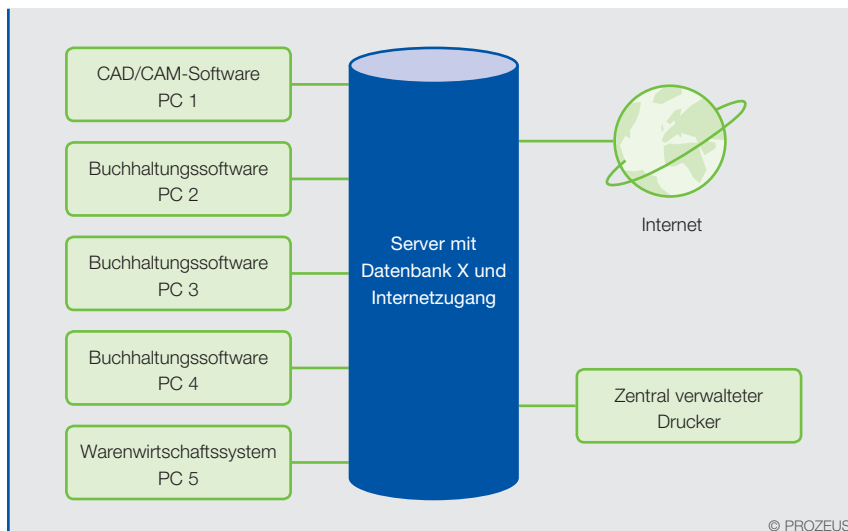 CAD/CAM-Software
PC 1
Buchhaltungssoftware
PC 2
Buchhaltungssoftware
PC 3
Buchhaltungssoftware
PC 4
Warenwirtschaftssystem
PC 5
Server mit
Datenbank X und
Internetzugang
Internet
Zentral verwalteter
Drucker
© PROZEUS